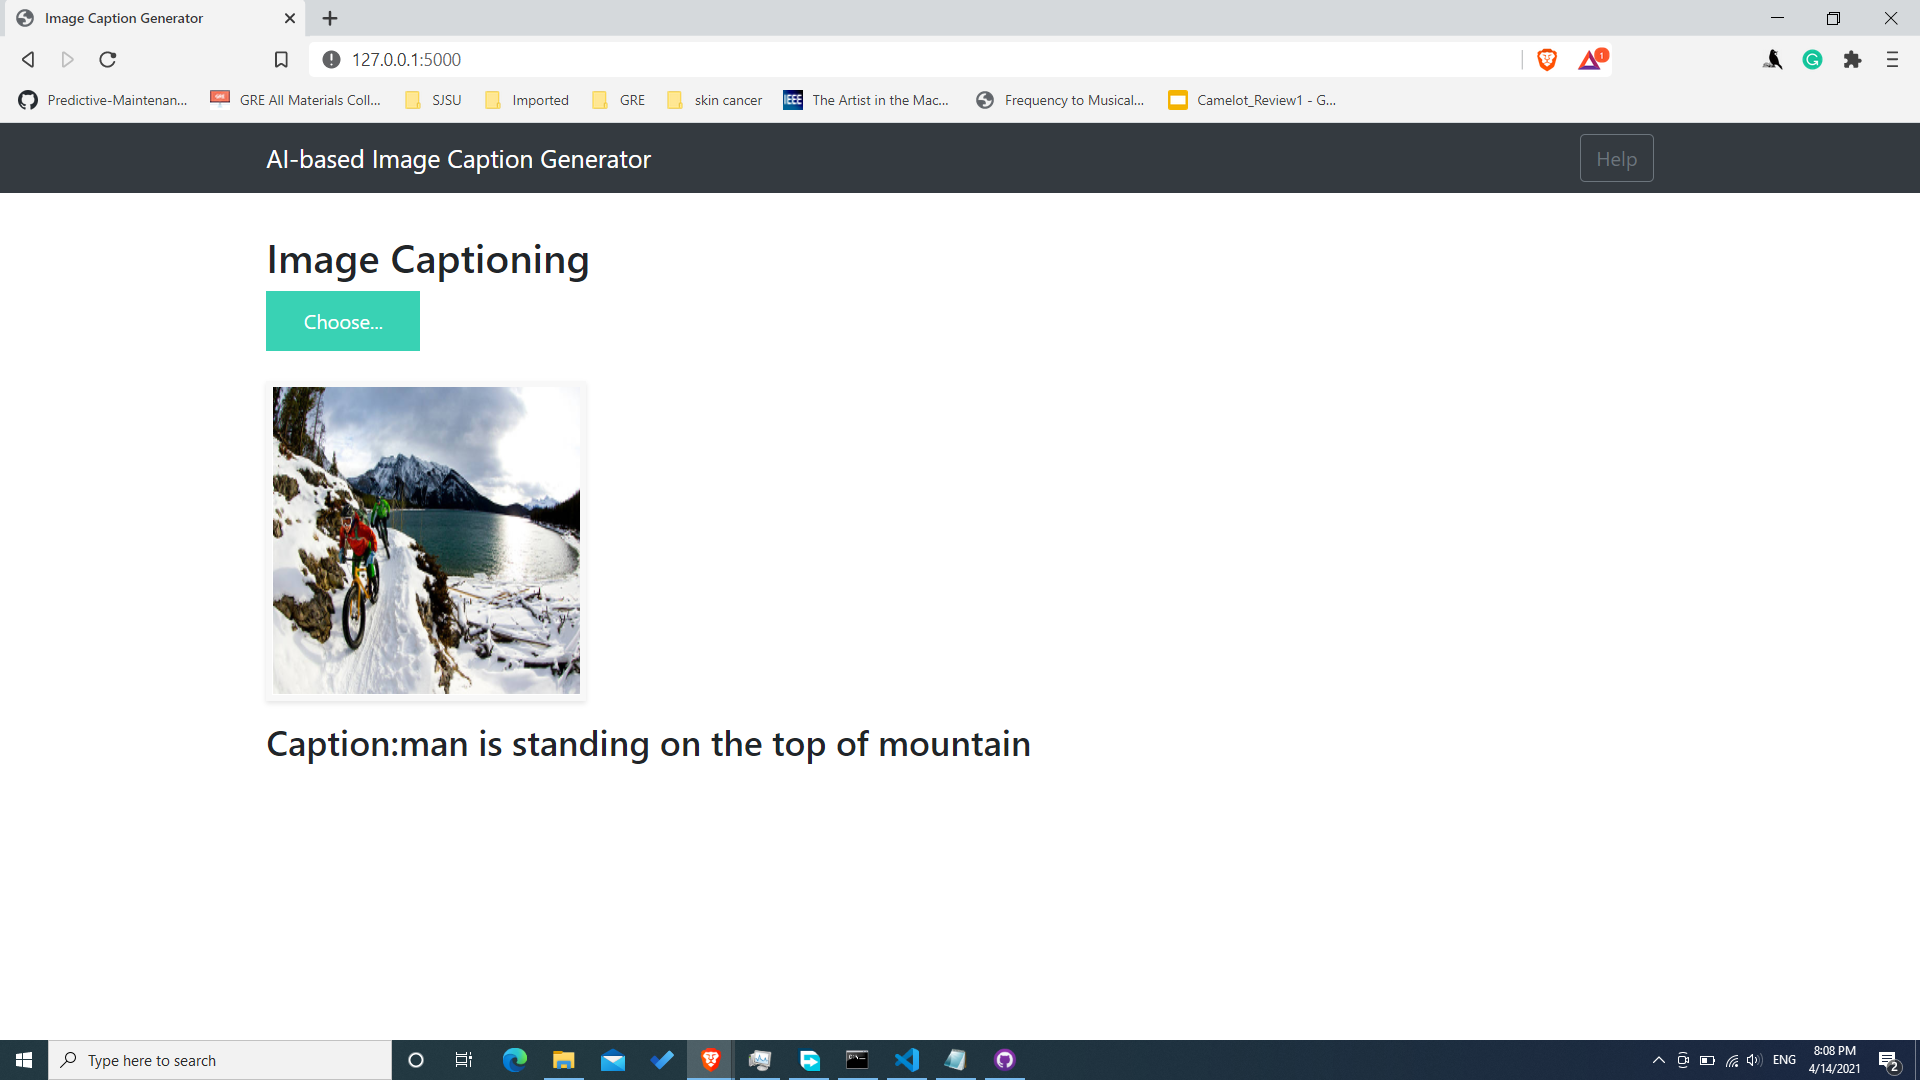 Image Caption Generator
127.0.0.1:5000
1
Predictive-Maintenan... GRE All Materials Coll... SJSU Imported GRE skin cancer IEEE The Artist in the Mac... Frequency to Musical... Camelot_Review1 - G...
AI-based Image Caption Generator Help
Image Captioning
Choose...
Caption:man is standing on the top of mountain
Type here to search ENG 8:08 PM
4/14/2021 2